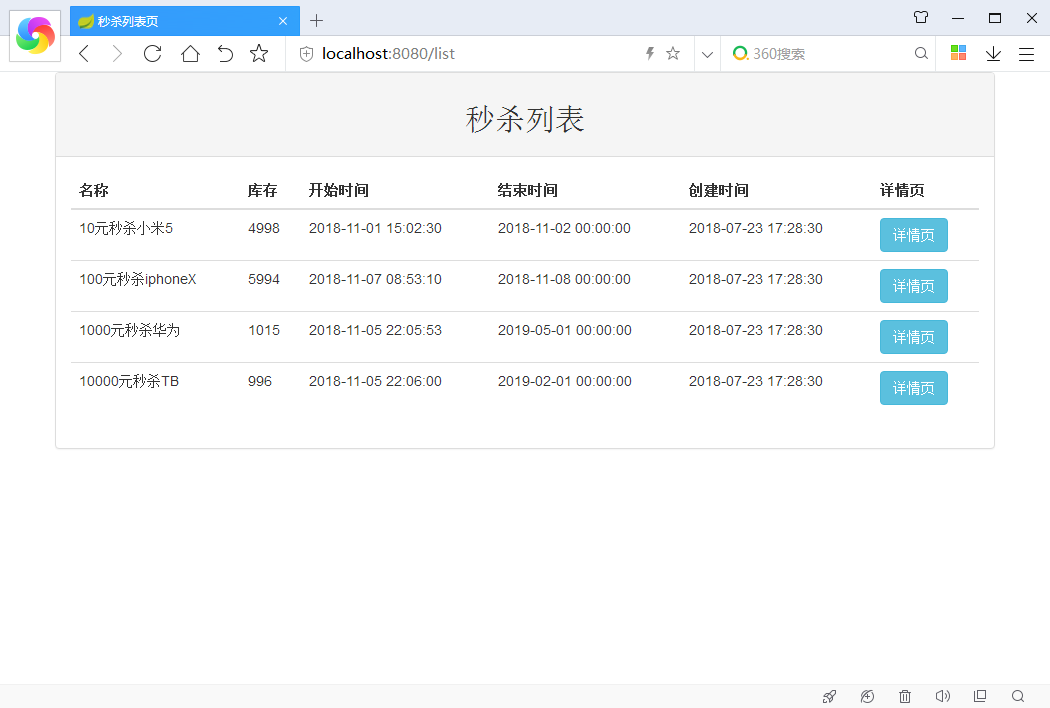 秒杀列表页
localhost:8080/list
360搜索
秒杀列表
名称 库存 开始时间 结束时间 创建时间 详情页
10元秒杀小米5 4998 2018-11-01 15:02:30 2018-11-02 00:00:00 2018-07-23 17:28:30 详情页
100元秒杀iphoneX 5994 2018-11-07 08:53:10 2018-11-08 00:00:00 2018-07-23 17:28:30 详情页
1000元秒杀华为 1015 2018-11-05 22:05:53 2019-05-01 00:00:00 2018-07-23 17:28:30 详情页
10000元秒杀TB 996 2018-11-05 22:06:00 2019-02-01 00:00:00 2018-07-23 17:28:30 详情页